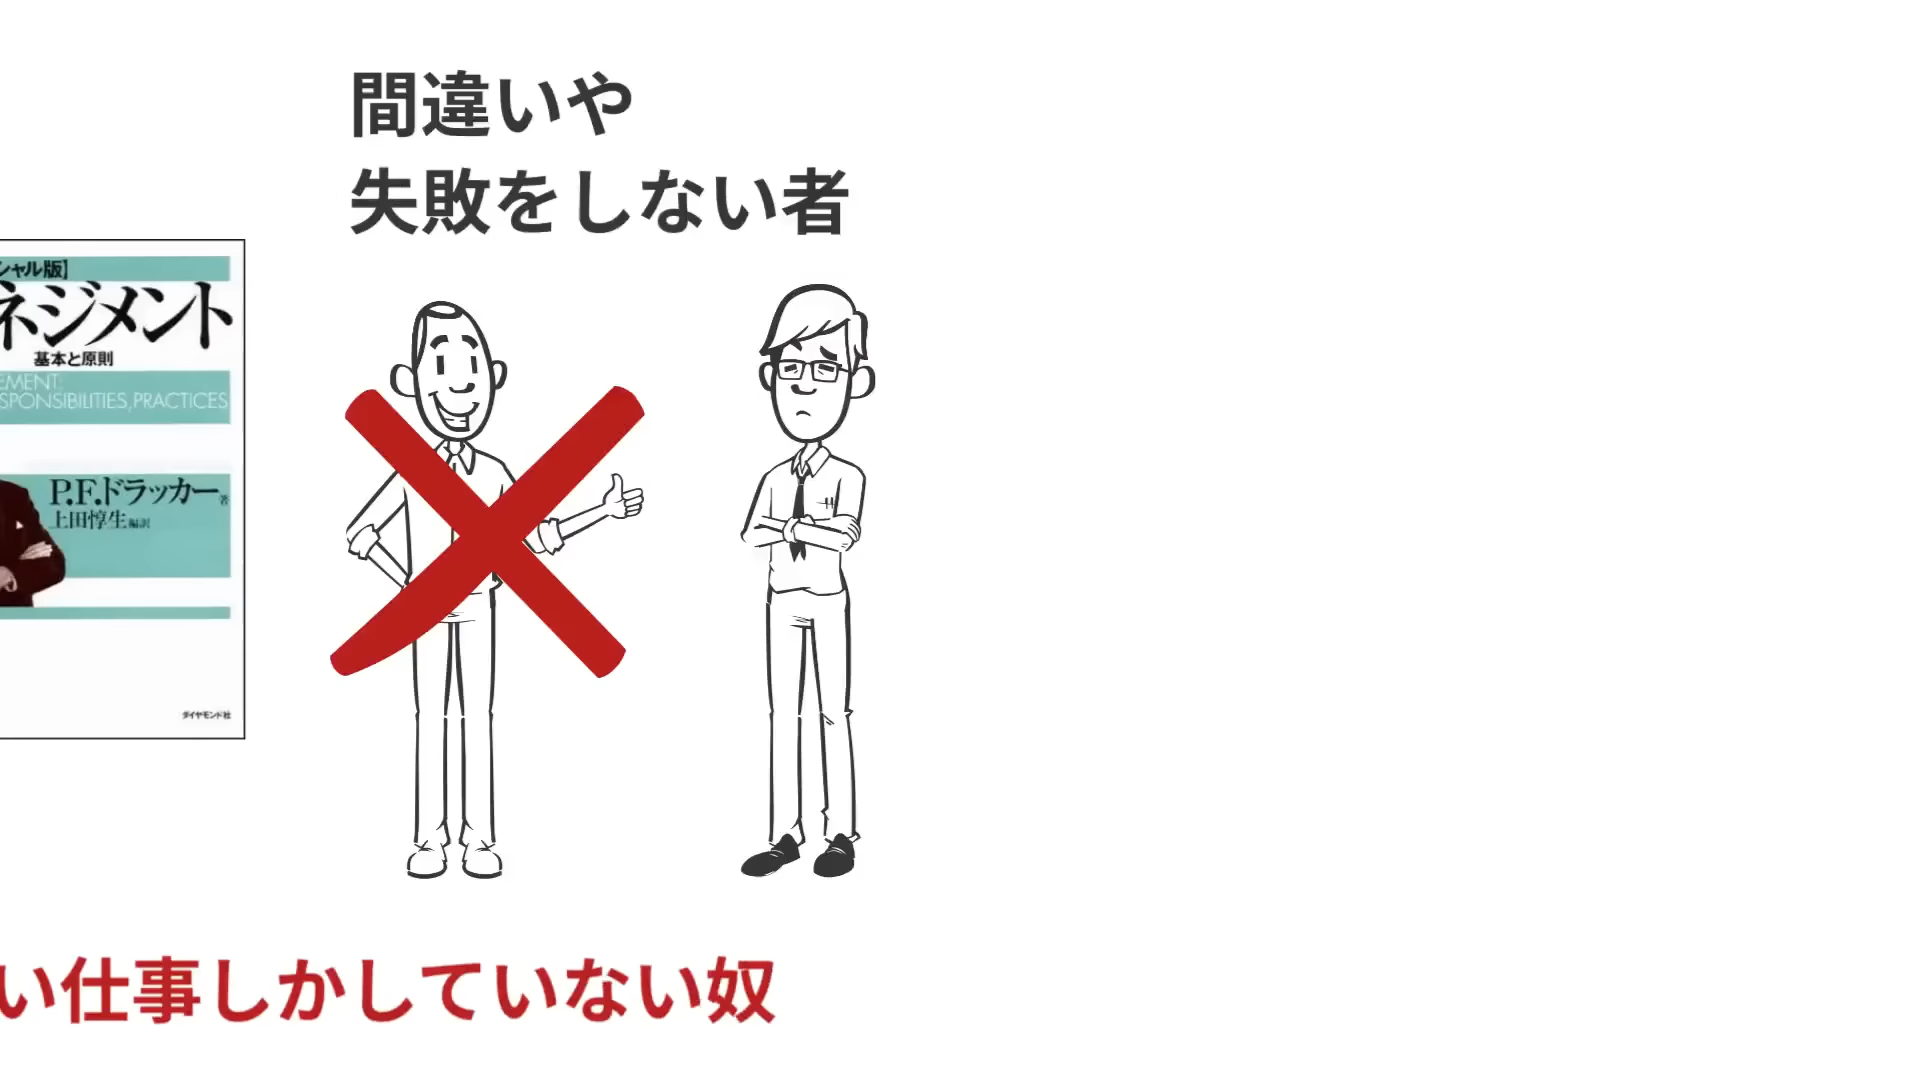 間違いや
失敗をしない者
シャル版】
ネジメント
基本と原則
EMENT:
SPONSIBILITIES, PRACTICES
P.F.ドラッカー 著
上田惇生 編訳
ダイヤモンド社
い仕事しかしていない奴